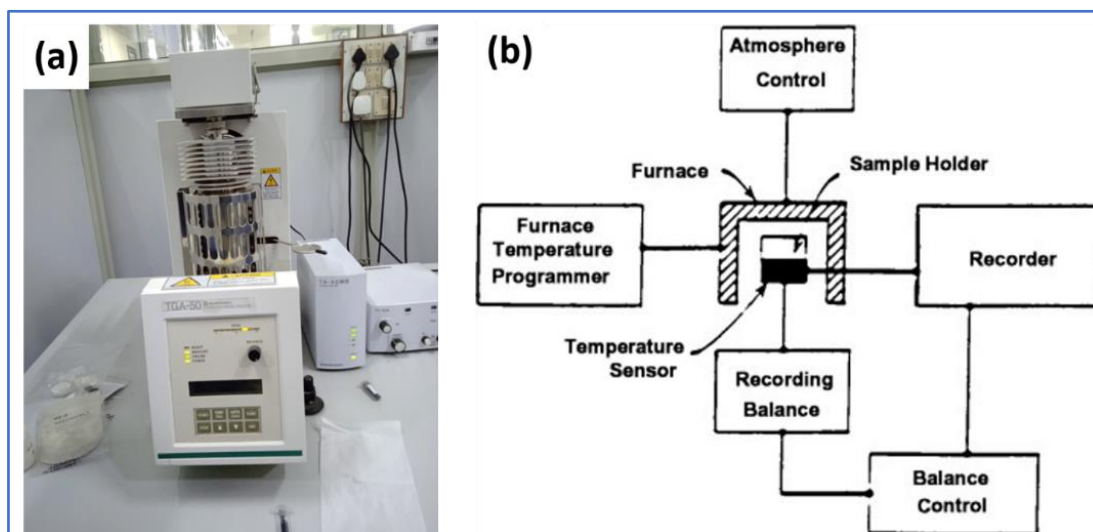 (a)
TGA-50
(b)
Atmosphere
Control
Furnace
Sample Holder
Furnace
Temperature
Programmer
Recorder
Temperature
Sensor
Recording
Balance
Balance
Control